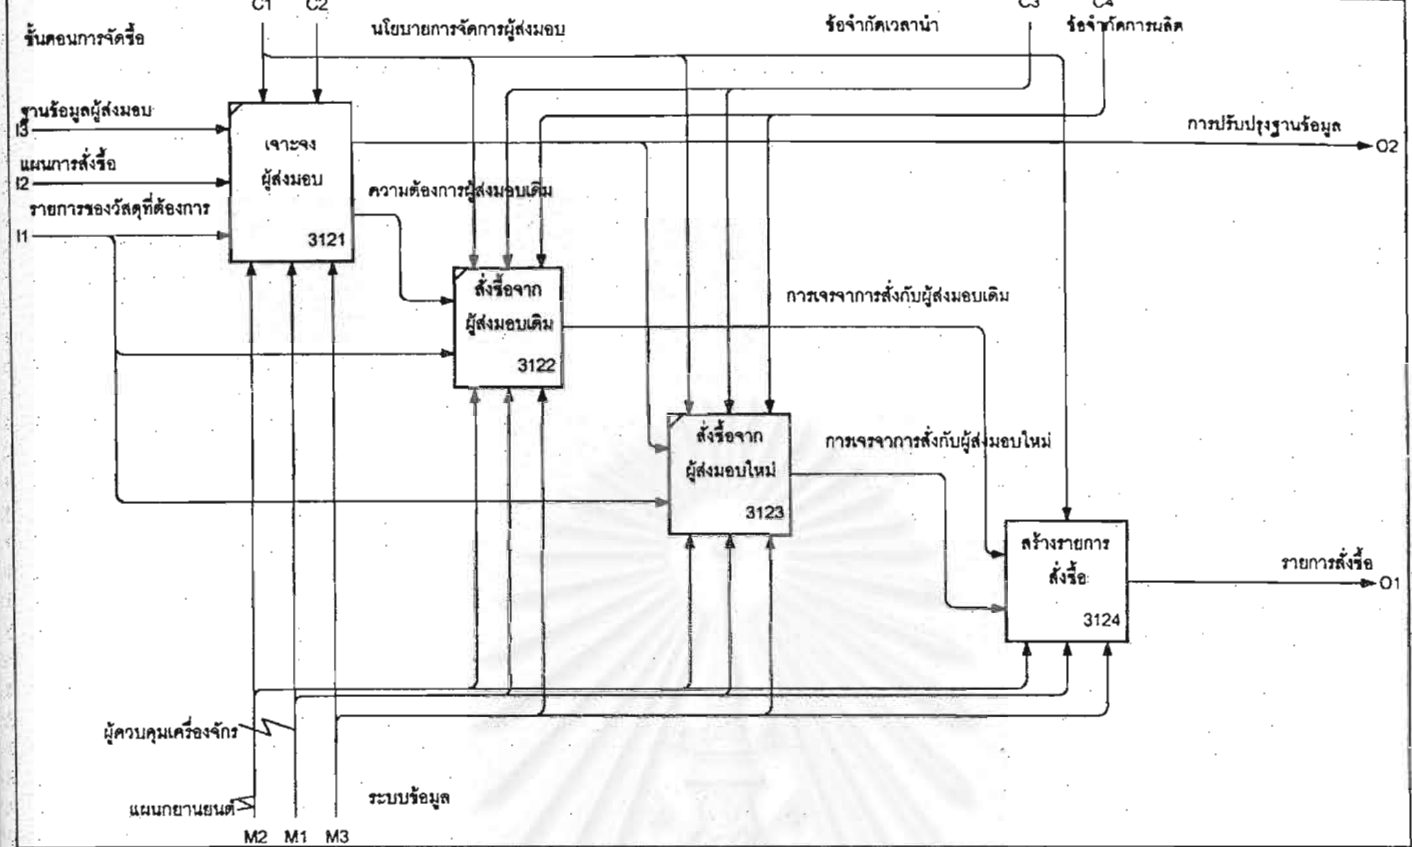 C1 C2 C3 C4
ขั้นตอนการจัดซื้อ
นโยบายการจัดการผู้ส่งมอบ
ข้อจำกัดเวลานำ
ข้อจำกัดการผลิต
ฐานข้อมูลผู้ส่งมอบ
I3
แผนการสั่งซื้อ
I2
รายการของวัสดุที่ต้องการ
I1
เจาะจง
ผู้ส่งมอบ
3121
การปรับปรุงฐานข้อมูล
O2
ความต้องการผู้ส่งมอบเดิม
สั่งซื้อจาก
ผู้ส่งมอบเดิม
3122
การเจรจาการสั่งกับผู้ส่งมอบเดิม
สั่งซื้อจาก
ผู้ส่งมอบใหม่
3123
การเจรจาการสั่งกับผู้ส่งมอบใหม่
สร้างรายการ
สั่งซื้อ
3124
รายการสั่งซื้อ
O1
ผู้ควบคุมเครื่องจักร
แผนกยานยนต์
ระบบข้อมูล
M2 M1 M3